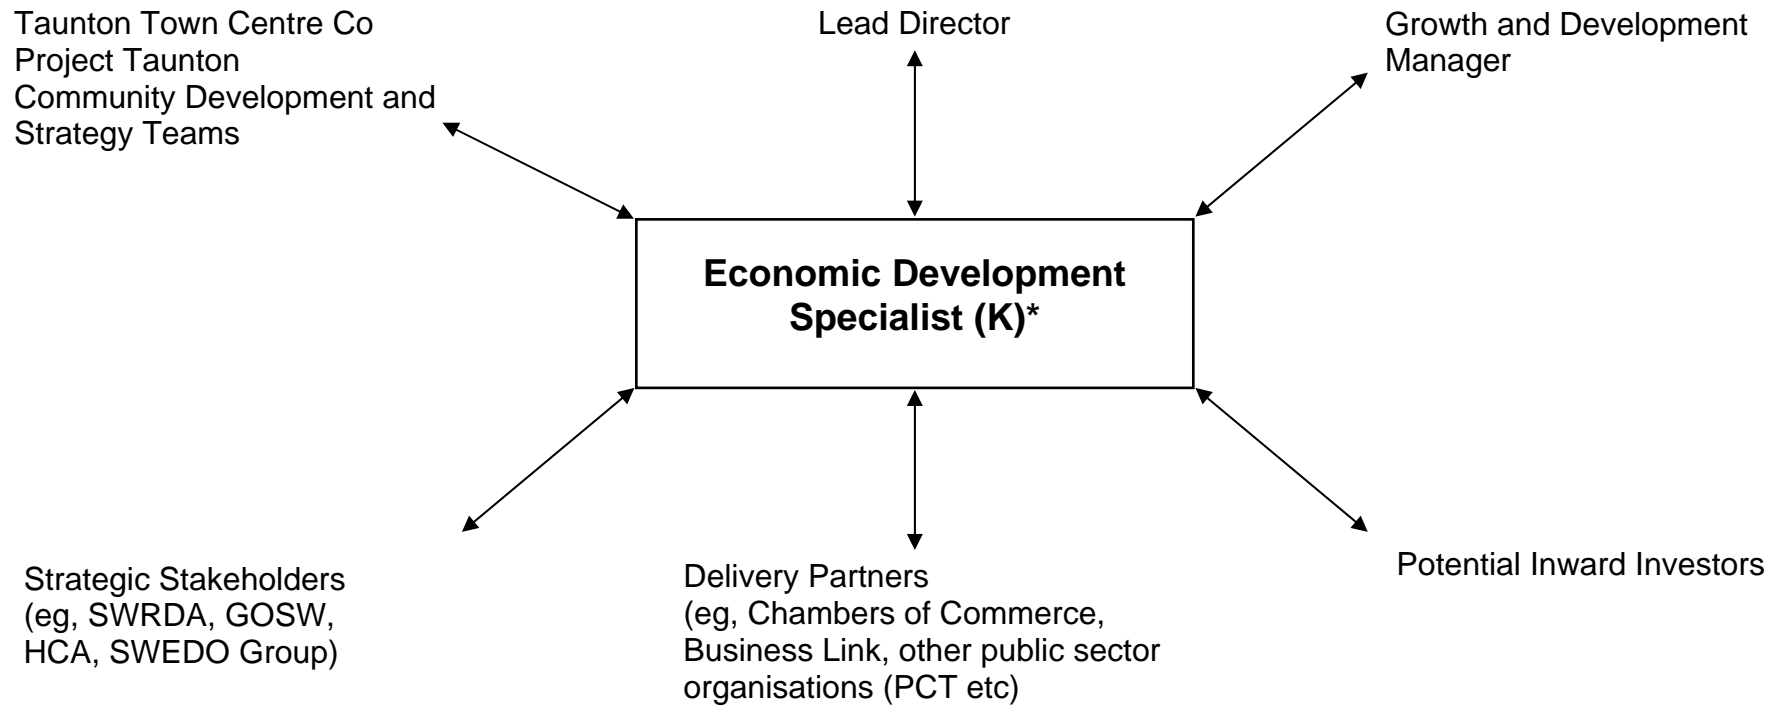 Taunton Town Centre Co
Project Taunton
Community Development and
Strategy Teams
Lead Director
Growth and Development
Manager
Economic Development
Specialist (K)*
Strategic Stakeholders
(eg, SWRDA, GOSW,
HCA, SWEDO Group)
Delivery Partners
(eg, Chambers of Commerce,
Business Link, other public sector
organisations (PCT etc)
Potential Inward Investors